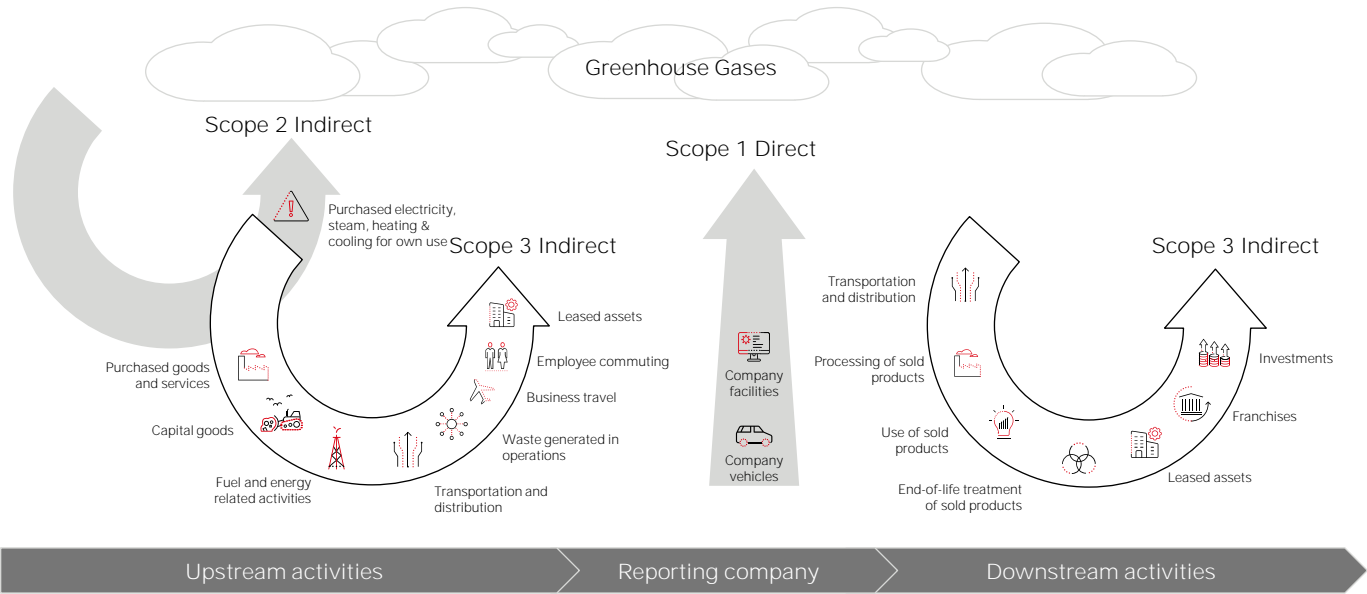 Greenhouse Gases
Scope 2 Indirect
Purchased electricity,
steam, heating &
cooling for own use
Scope 3 Indirect
Leased assets
Employee commuting
Business travel
Waste generated in
operations
Transportation and
distribution
Fuel and energy
related activities
Capital goods
Purchased goods
and services
Scope 1 Direct
Company
facilities
Company
vehicles
Scope 3 Indirect
Transportation
and distribution
Processing of sold
products
Use of sold
products
End-of-life treatment
of sold products
Leased assets
Franchises
Investments
Upstream activities
Reporting company
Downstream activities